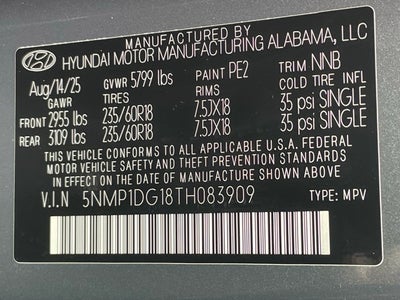 MANUFACTURED BY
HYUNDAI MOTOR MANUFACTURING ALABAMA, LLC
Aug/14/25 GVWR 5799 lbs PAINT PE2 TRIM NNB
GAWR TIRES RIMS COLD TIRE INFL
FRONT 2955 lbs 235/60R18 7.5JX18 35 psi SINGLE
REAR 3109 lbs 235/60R18 7.5JX18 35 psi SINGLE
THIS VEHICLE CONFORMS TO ALL APPLICABLE U.S.A. FEDERAL
MOTOR VEHICLE SAFETY AND THEFT PREVENTION STANDARDS
IN EFFECT ON THE DATE OF MANUFACTURE SHOWN ABOVE
V.I.N 5NMP1DG18TH083909 TYPE: MPV